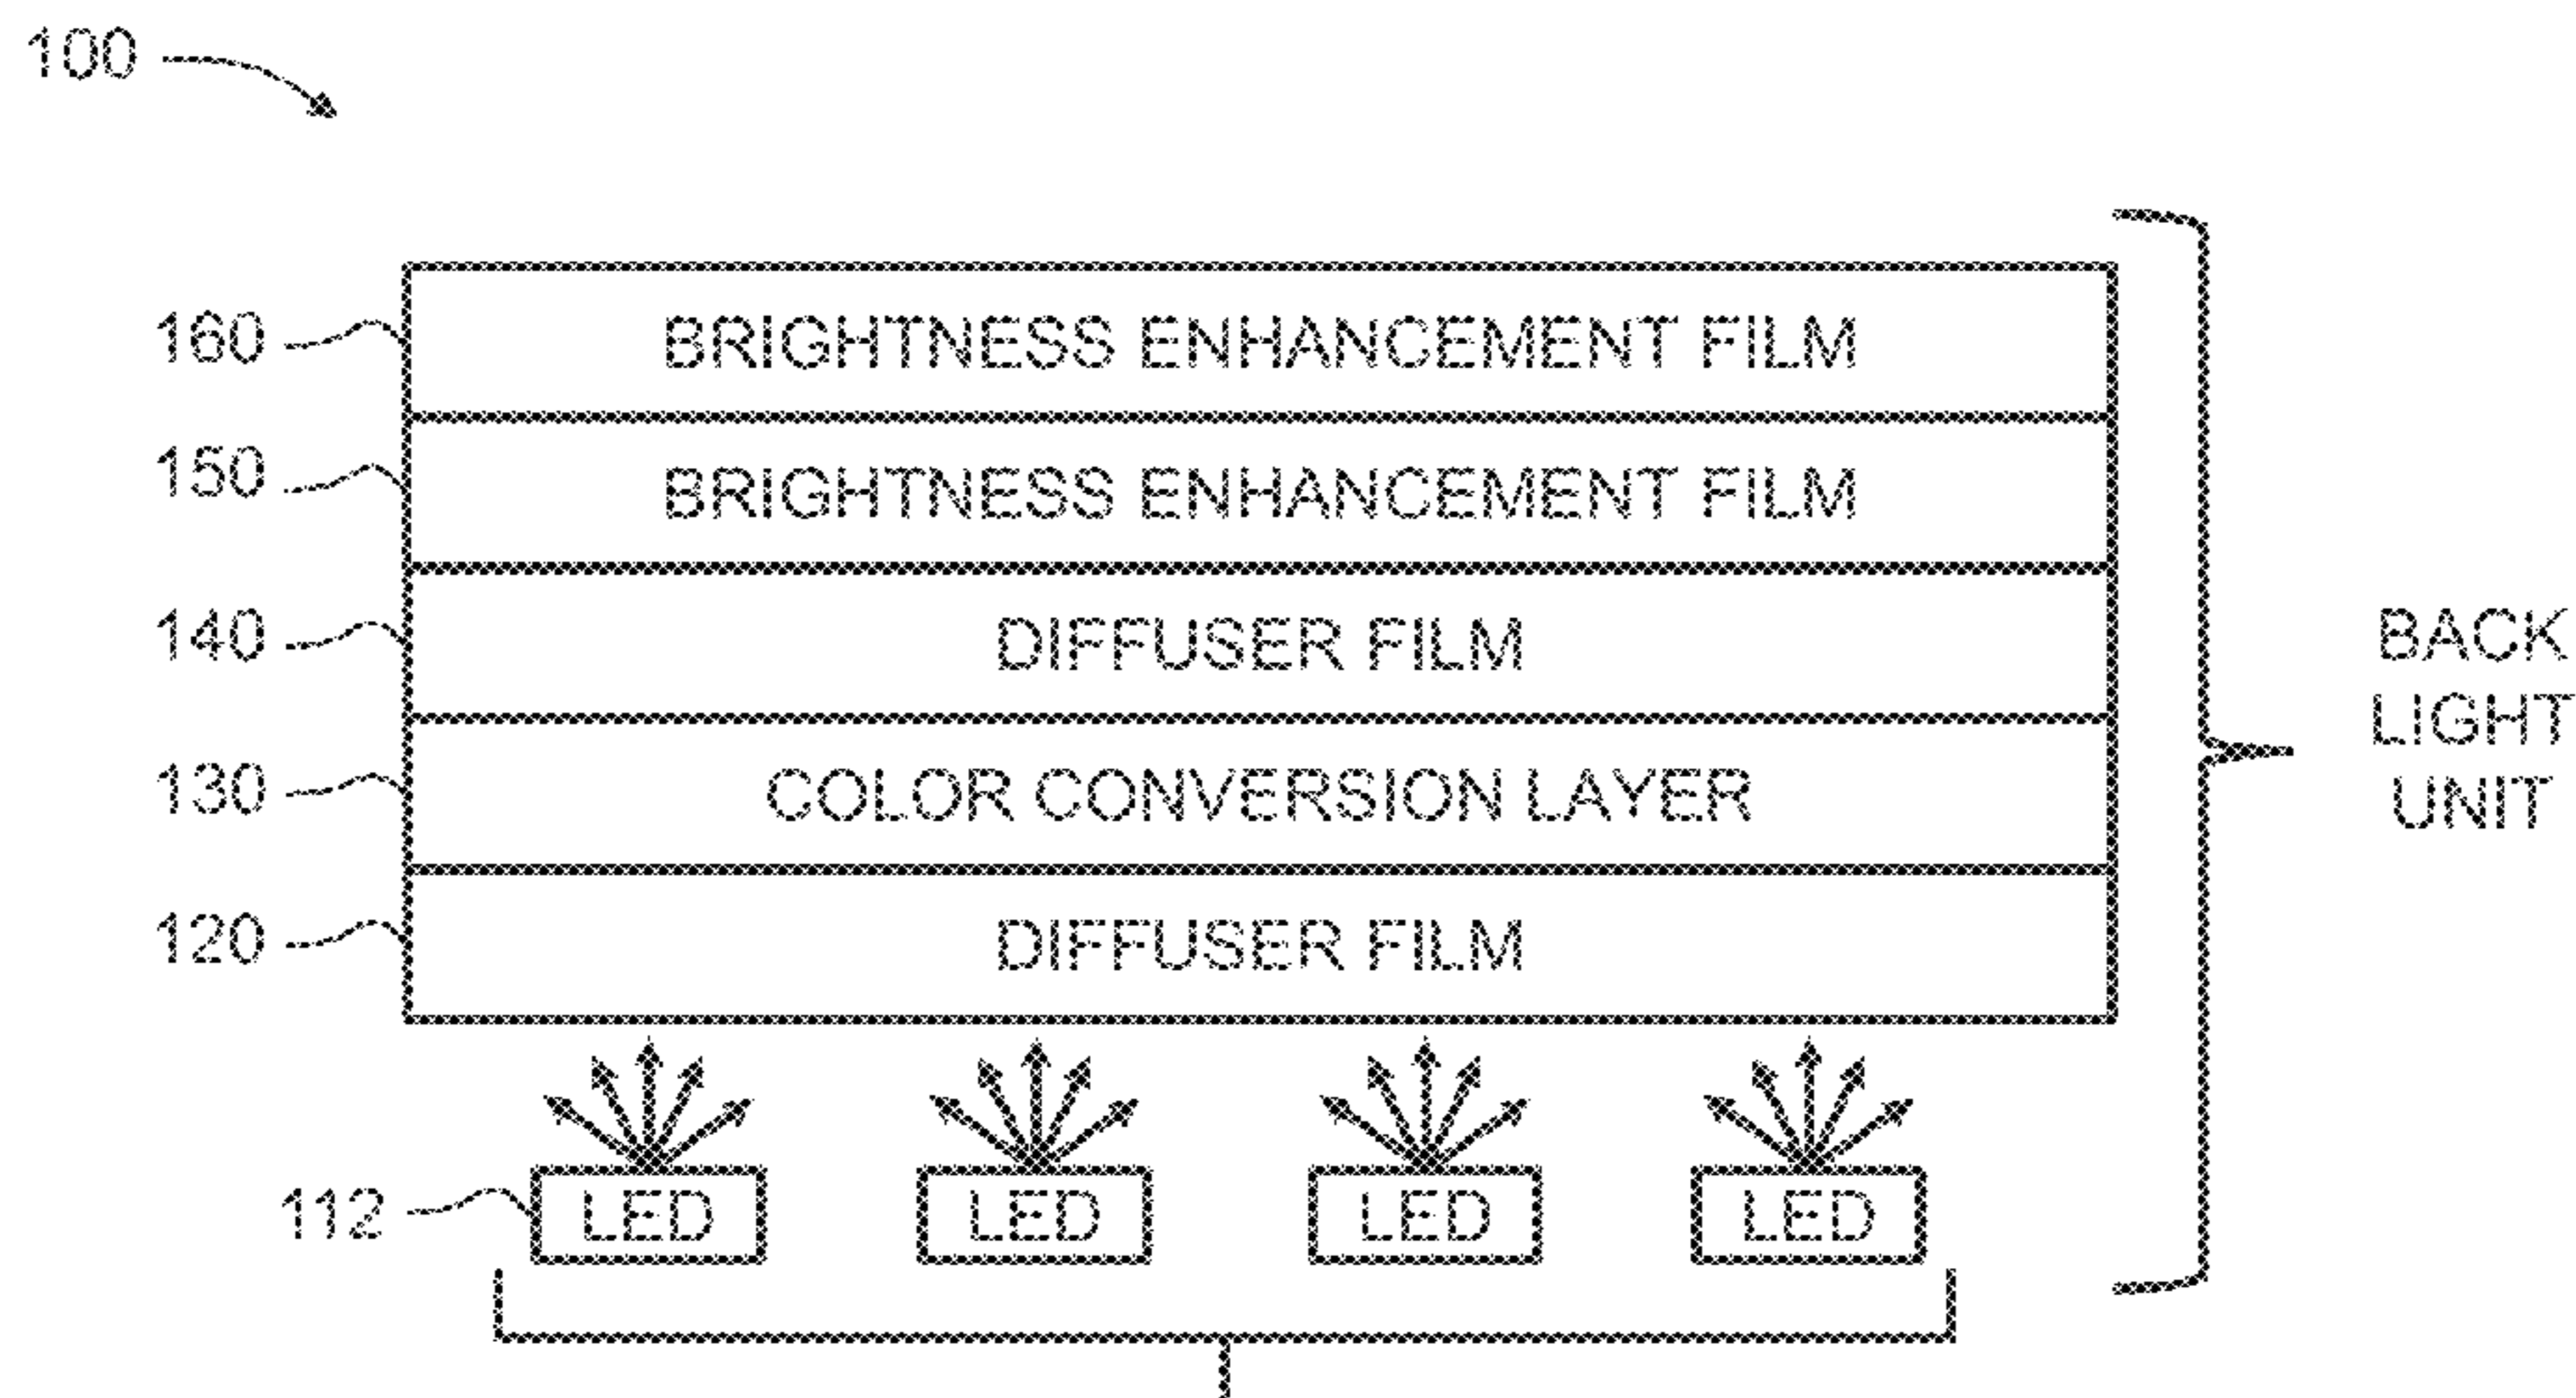 100
160 BRIGHTNESS ENHANCEMENT FILM
150 BRIGHTNESS ENHANCEMENT FILM
140 DIFFUSER FILM
130 COLOR CONVERSION LAYER
120 DIFFUSER FILM
112 LED LED LED LED
BACK
LIGHT
UNIT